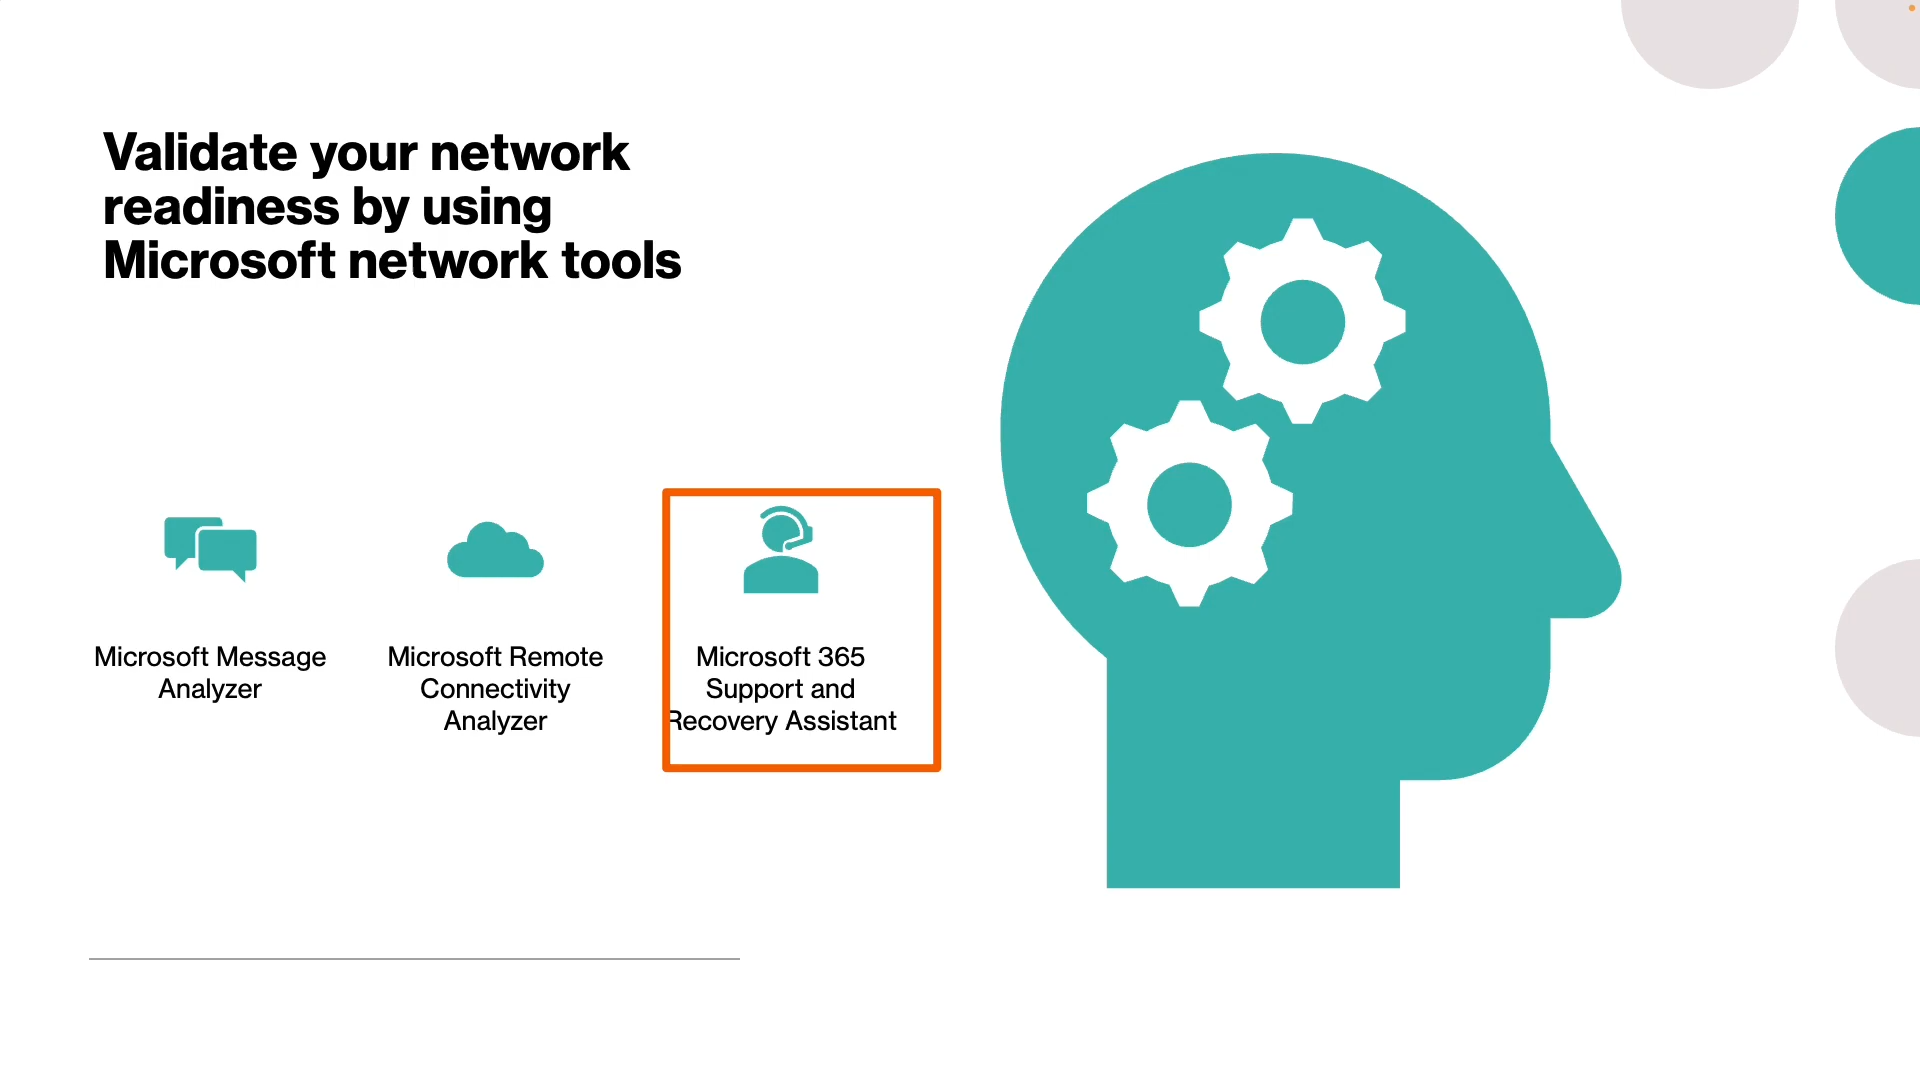 Validate your network
readiness by using
Microsoft network tools
Microsoft Message
Analyzer
Microsoft Remote
Connectivity
Analyzer
Microsoft 365
Support and
Recovery Assistant